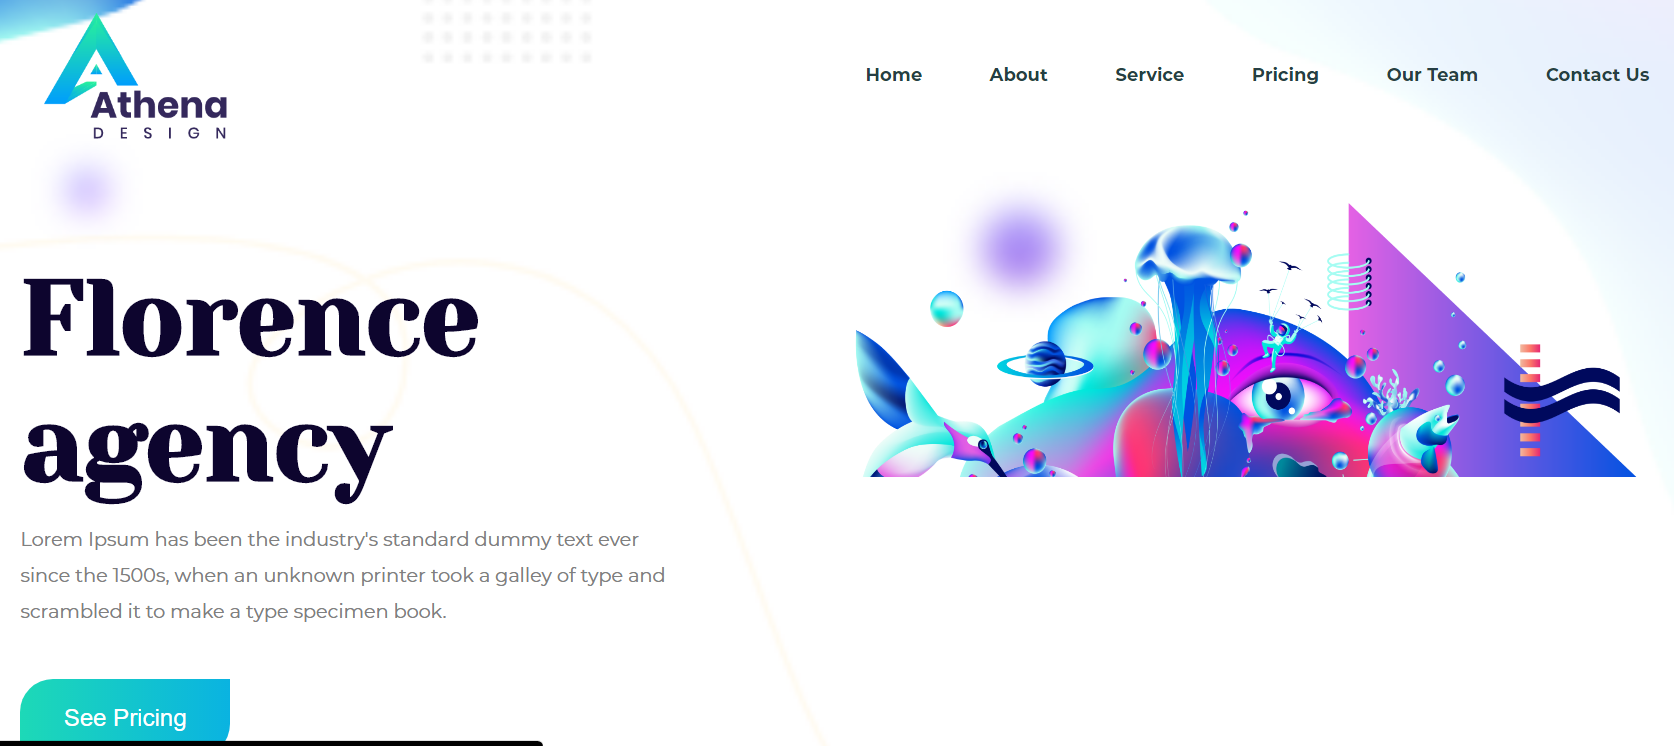 Athena
DESIGN
Home About Service Pricing Our Team Contact Us
Florence
agency
Lorem Ipsum has been the industry's standard dummy text ever
since the 1500s, when an unknown printer took a galley of type and
scrambled it to make a type specimen book.
See Pricing